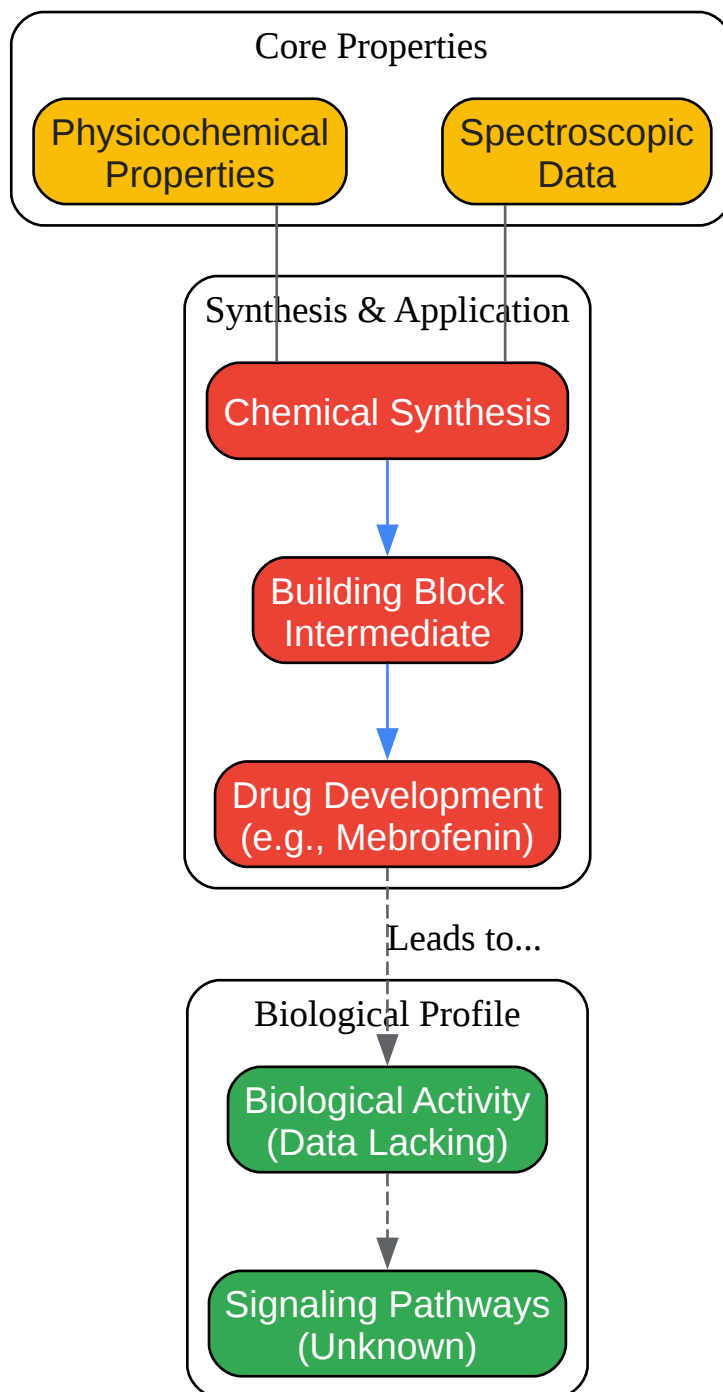 Core Properties
Physicochemical
Properties
Spectroscopic
Data
Synthesis & Application
Chemical Synthesis
Building Block
Intermediate
Drug Development
(e.g., Mebrofenin)
Leads to...
Biological Profile
Biological Activity
(Data Lacking)
Signaling Pathways
(Unknown)